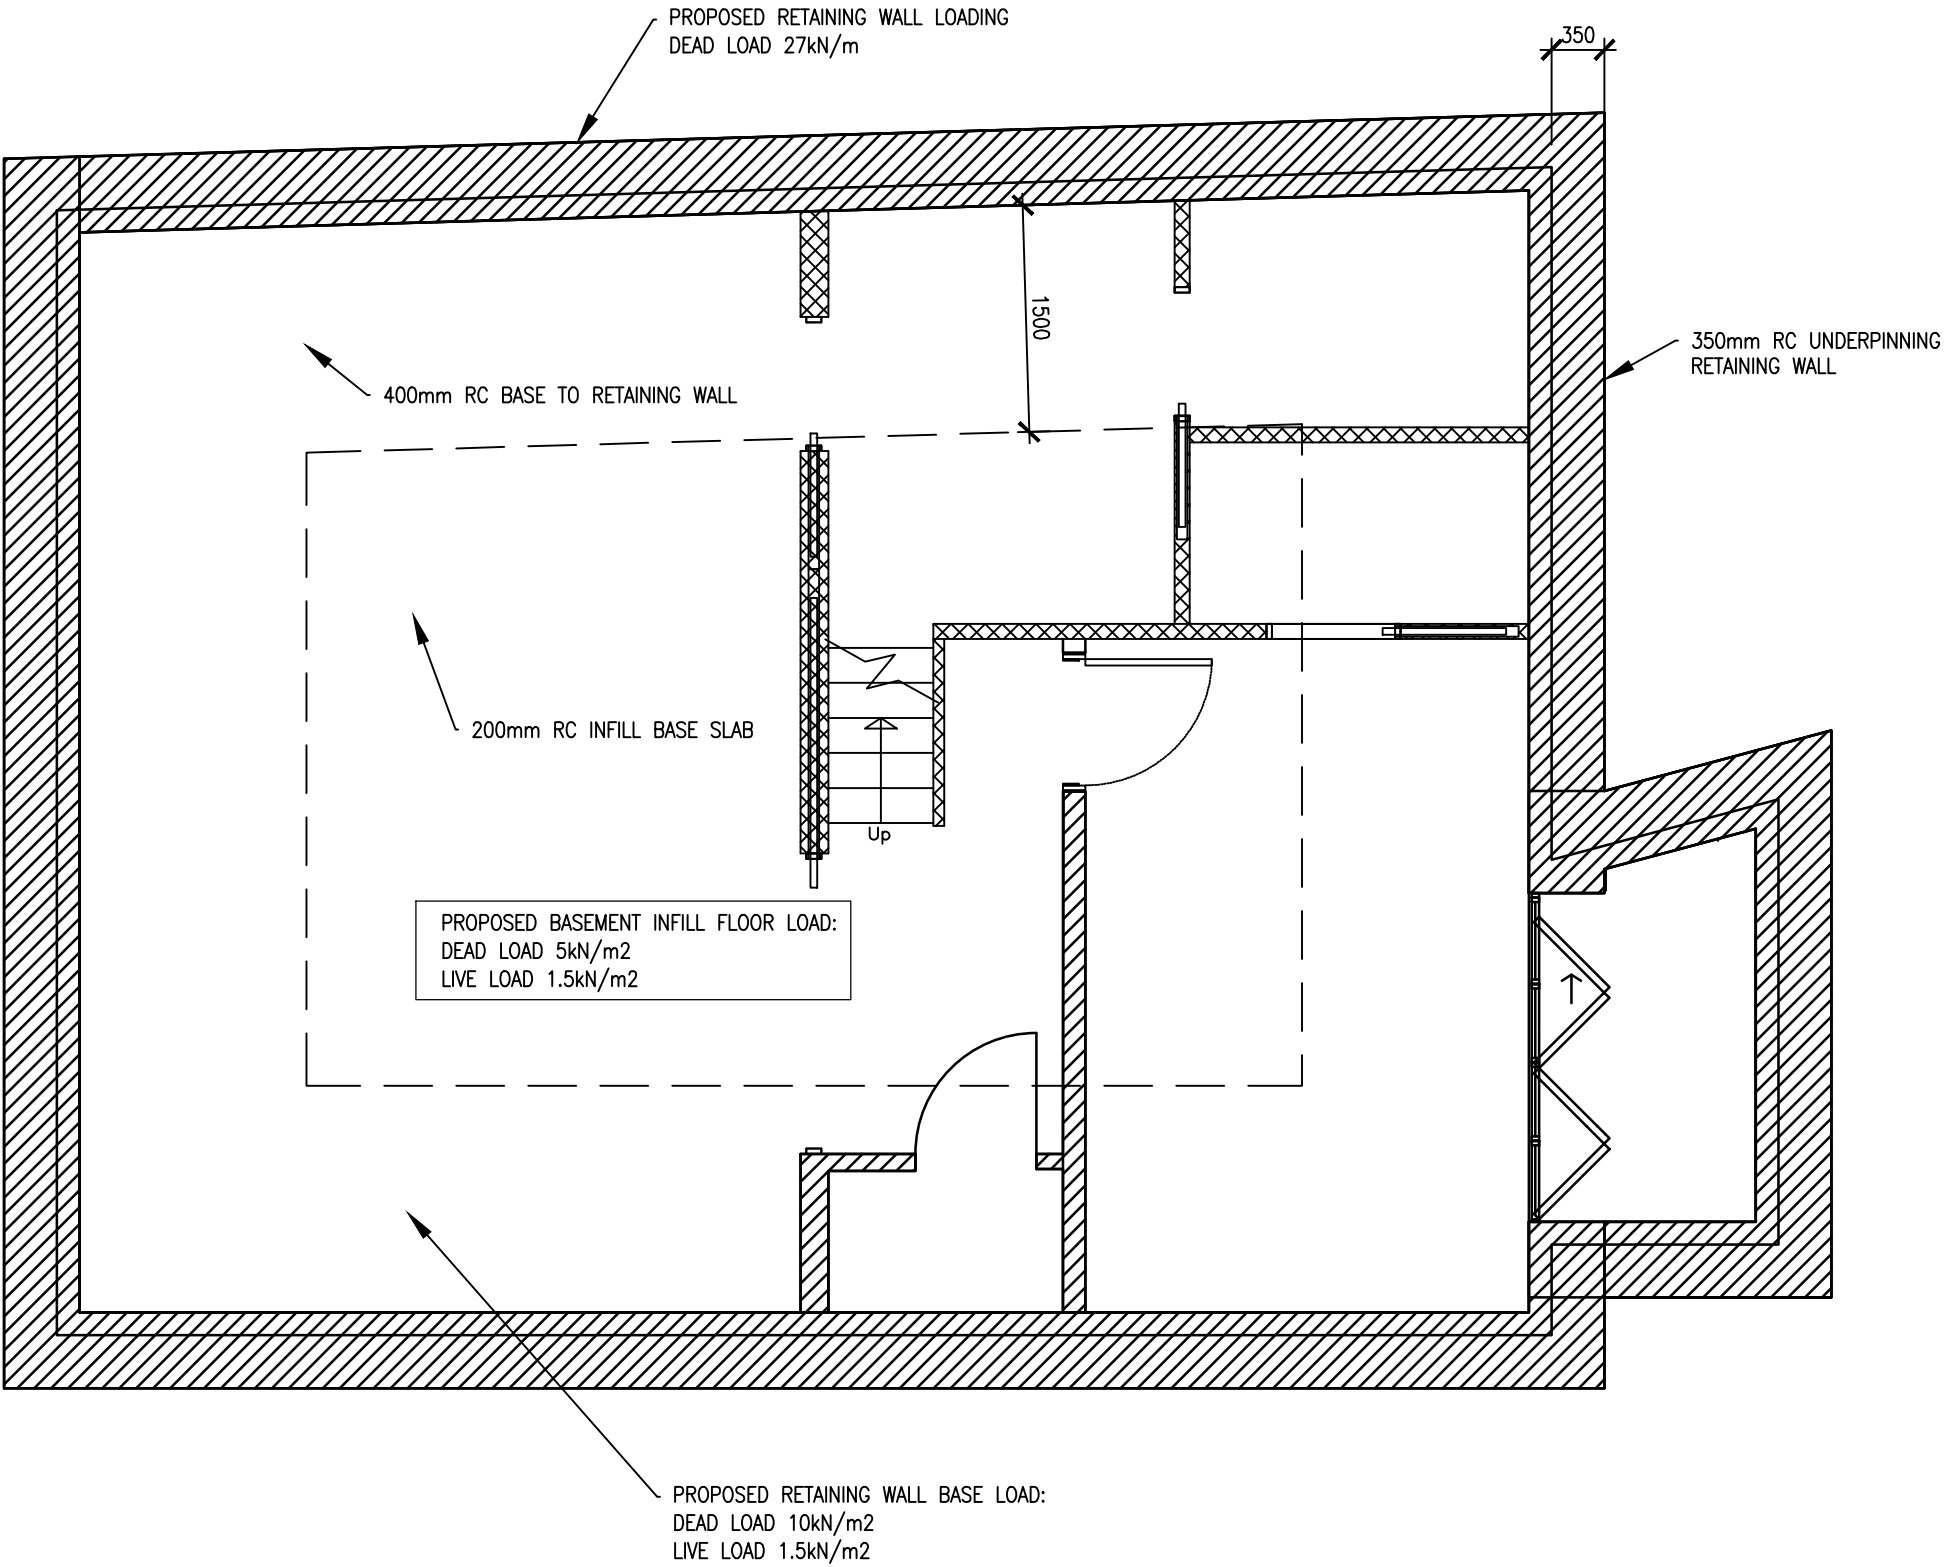 PROPOSED RETAINING WALL LOADING
DEAD LOAD 27kN/m
350
1500
350mm RC UNDERPINNING
RETAINING WALL
400mm RC BASE TO RETAINING WALL
200mm RC INFILL BASE SLAB
Up
PROPOSED BASEMENT INFILL FLOOR LOAD:
DEAD LOAD 5kN/m2
LIVE LOAD 1.5kN/m2
PROPOSED RETAINING WALL BASE LOAD:
DEAD LOAD 10kN/m2
LIVE LOAD 1.5kN/m2